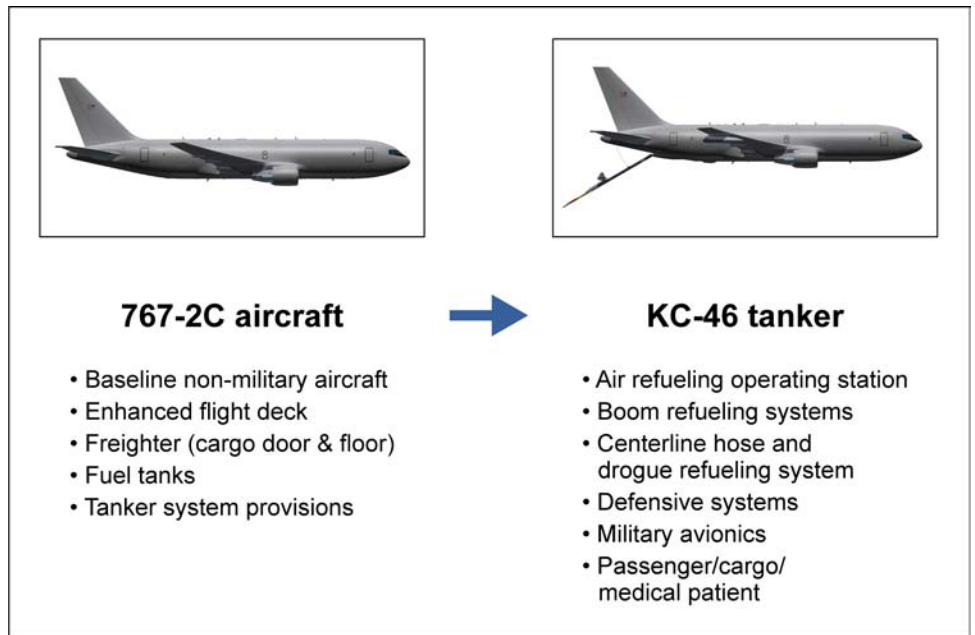 767-2C aircraft
• Baseline non-military aircraft
• Enhanced flight deck
• Freighter (cargo door & floor)
• Fuel tanks
• Tanker system provisions
KC-46 tanker
• Air refueling operating station
• Boom refueling systems
• Centerline hose and
drogue refueling system
• Defensive systems
• Military avionics
• Passenger/cargo/
medical patient